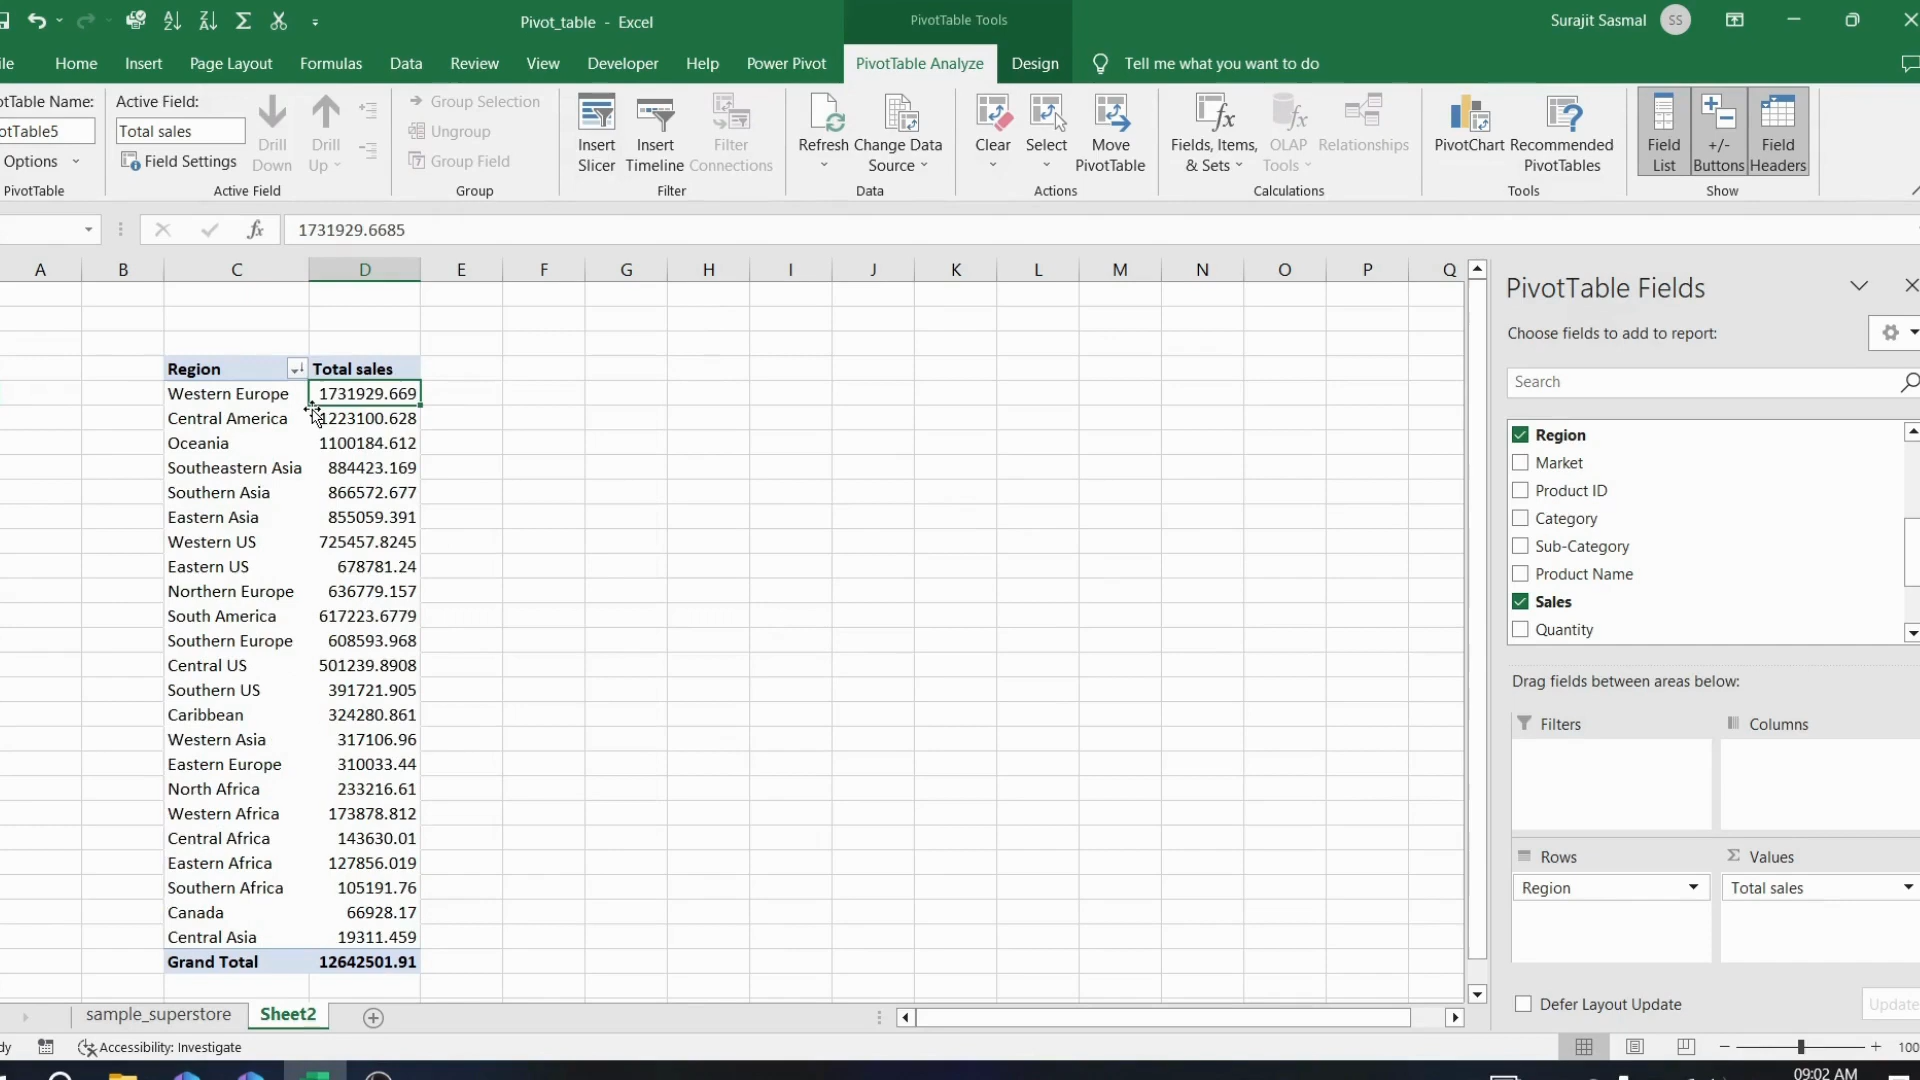 Pivot_table - Excel
PivotTable Tools
Surajit Sasmal
SS
ile
Home
Insert
Page Layout
Formulas
Data
Review
View
Developer
Help
Power Pivot
PivotTable Analyze
Design
Tell me what you want to do
otTable Name:
otTable5
Options
PivotTable
Active Field:
Total sales
Field Settings
Drill Down
Drill Up
Active Field
Group Selection
Ungroup
Group Field
Group
Insert Slicer
Insert Timeline
Filter Connections
Filter
Refresh
Change Data Source
Data
Clear
Select
Move PivotTable
Actions
Fields, Items, & Sets
OLAP Tools
Relationships
Calculations
PivotChart
Recommended PivotTables
Tools
Field List
+/- Buttons
Field Headers
Show
fx
1731929.6685
A B C D E F G H I J K L M N O P Q
Region Total sales
Western Europe 1731929.669
Central America 1223100.628
Oceania 1100184.612
Southeastern Asia 884423.169
Southern Asia 866572.677
Eastern Asia 855059.391
Western US 725457.8245
Eastern US 678781.24
Northern Europe 636779.157
South America 617223.6779
Southern Europe 608593.968
Central US 501239.8908
Southern US 391721.905
Caribbean 324280.861
Western Asia 317106.96
Eastern Europe 310033.44
North Africa 233216.61
Western Africa 173878.812
Central Africa 143630.01
Eastern Africa 127856.019
Southern Africa 105191.76
Canada 66928.17
Central Asia 19311.459
Grand Total 12642501.91
PivotTable Fields
Choose fields to add to report:
Search
Region
Market
Product ID
Category
Sub-Category
Product Name
Sales
Quantity
Drag fields between areas below:
Filters
Columns
Rows
Σ Values
Region
Total sales
Defer Layout Update
Update
sample_superstore
Sheet2
dy
Accessibility: Investigate
100
09:02 AM